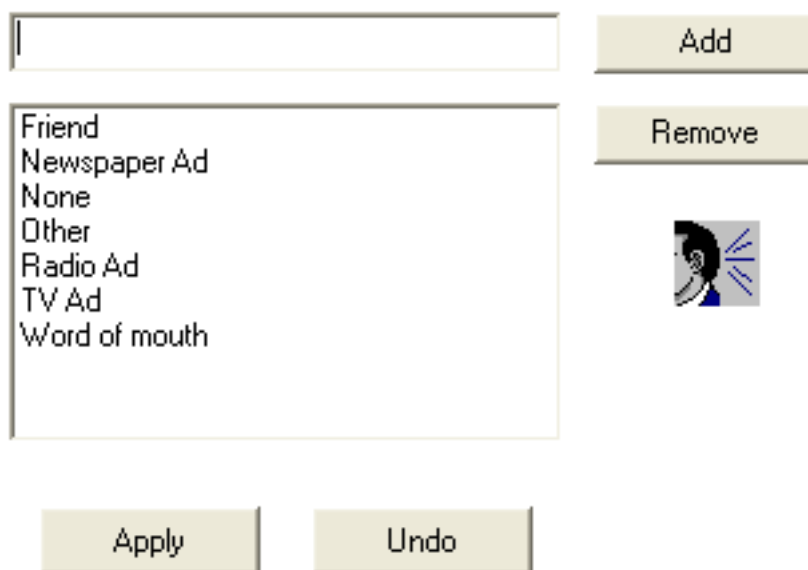 Add
Friend
Newspaper Ad
None
Other
Radio Ad
TV Ad
Word of mouth
Remove
Apply
Undo